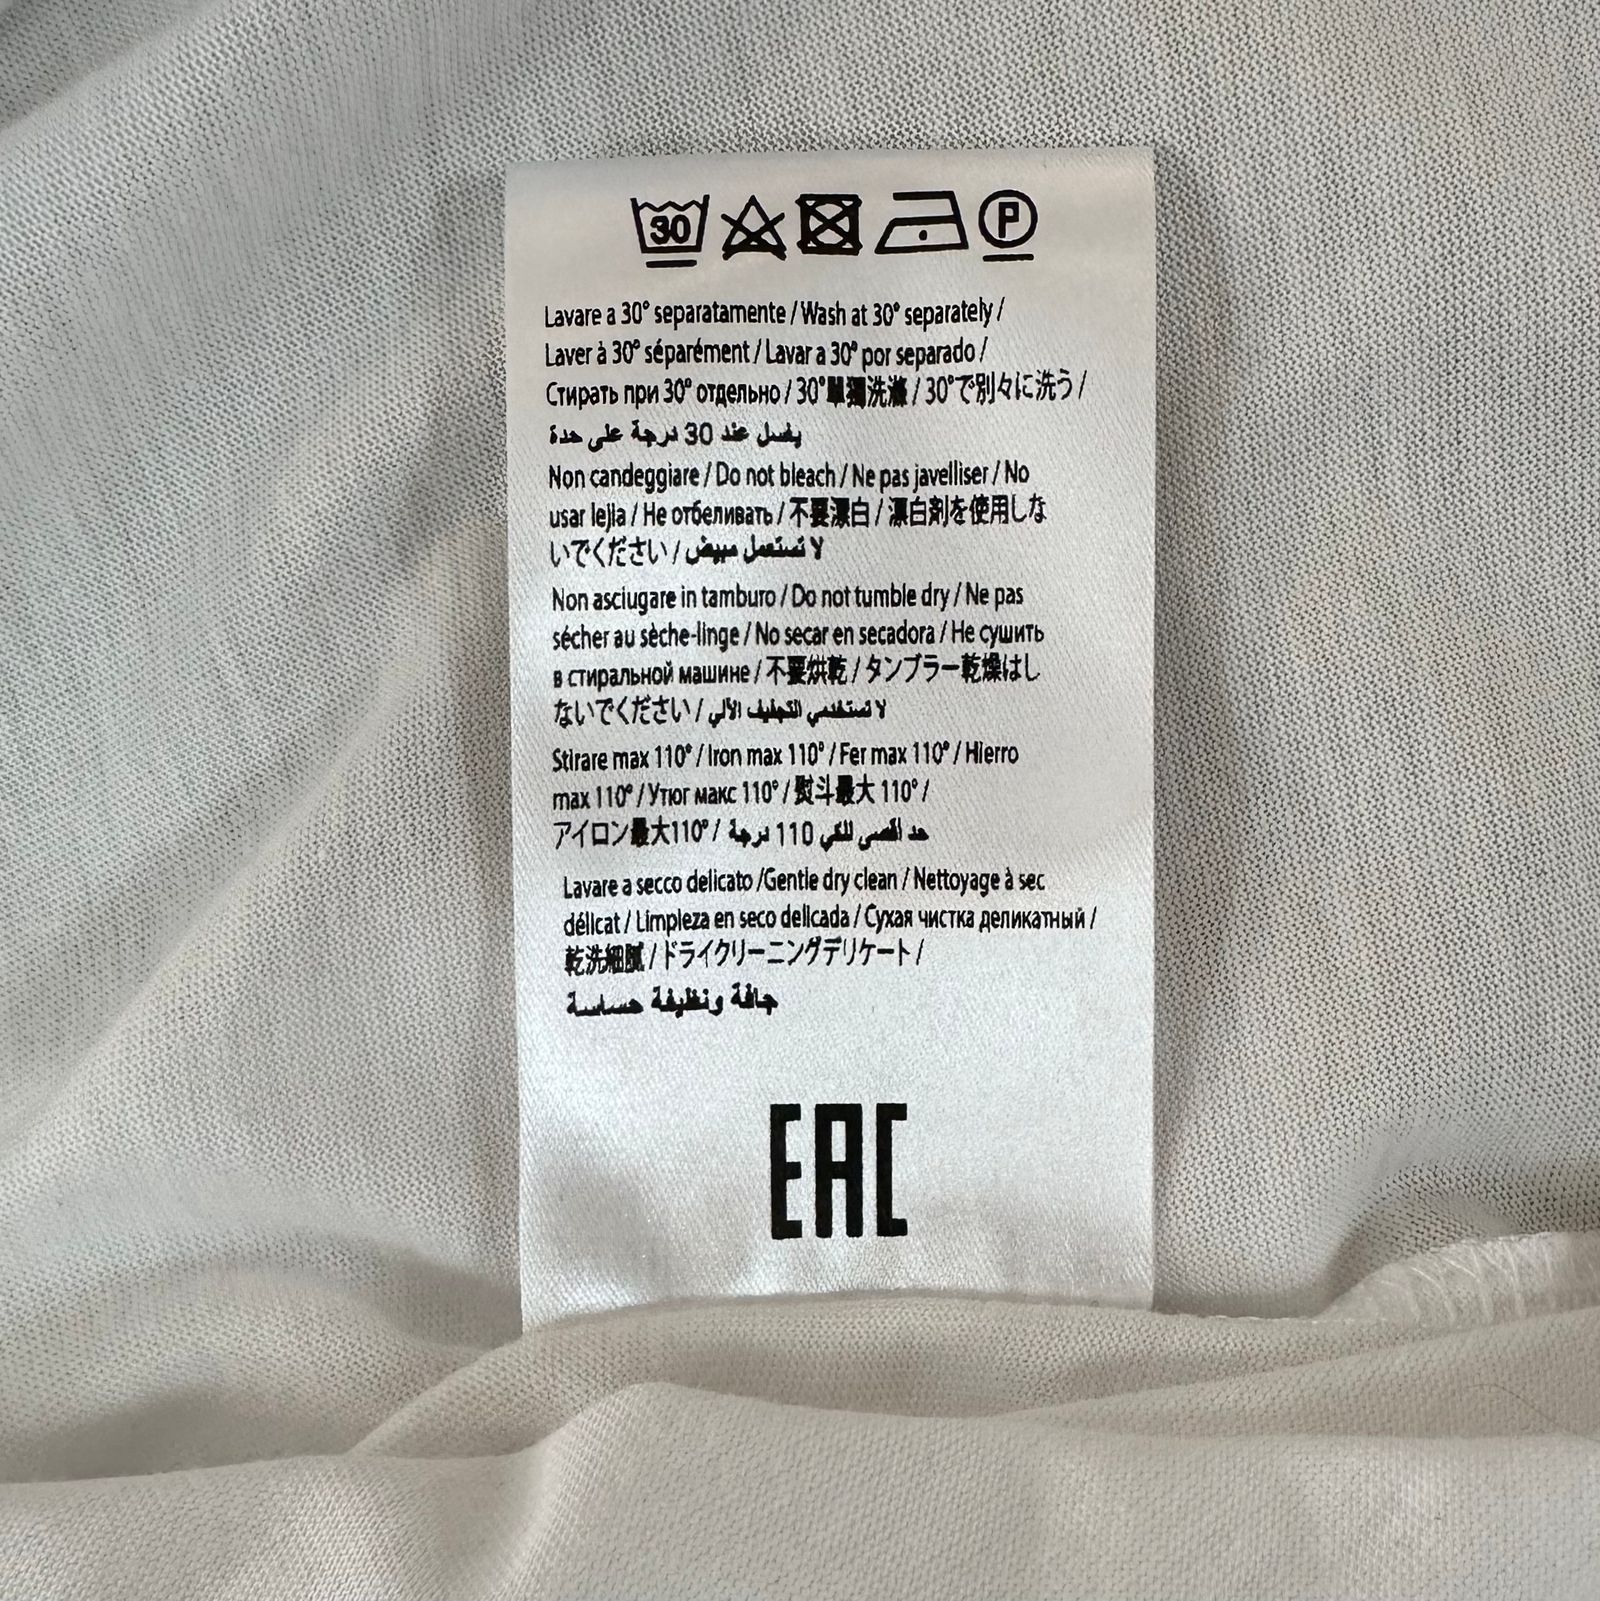 30 P
Lavare a 30° separatamente / Wash at 30° separately /
Laver à 30° séparément / Lavar a 30° por separado /
Стирать при 30° отдельно / 30°單獨洗滌 / 30°で別々に洗う /
يغسل عند 30 درجة على حدة
Non candeggiare / Do not bleach / Ne pas javelliser / No
usar lejia / Не отбеливать / 不要漂白 / 漂白剤を使用しな
いでください / لا تستعمل مبيض
Non asciugare in tamburo / Do not tumble dry / Ne pas
sécher au sèche-linge / No secar en secadora / Не сушить
в стиральной машине / 不要烘乾 / タンブラー乾燥はし
ないでください / لا تستخدمي التجفيف الآلي
Stirare max 110° / Iron max 110° / Fer max 110° / Hierro
max 110° / Утюг макс 110° / 熨斗最大 110° /
アイロン最大110° / حد أقصى للكي 110 درجة
Lavare a secco delicato /Gentle dry clean / Nettoyage à sec
délicat / Limpieza en seco delicada / Сухая чистка деликатный /
乾洗細膩 / ドライクリーニングデリケート /
جافة ونظيفة حساسة
EAC